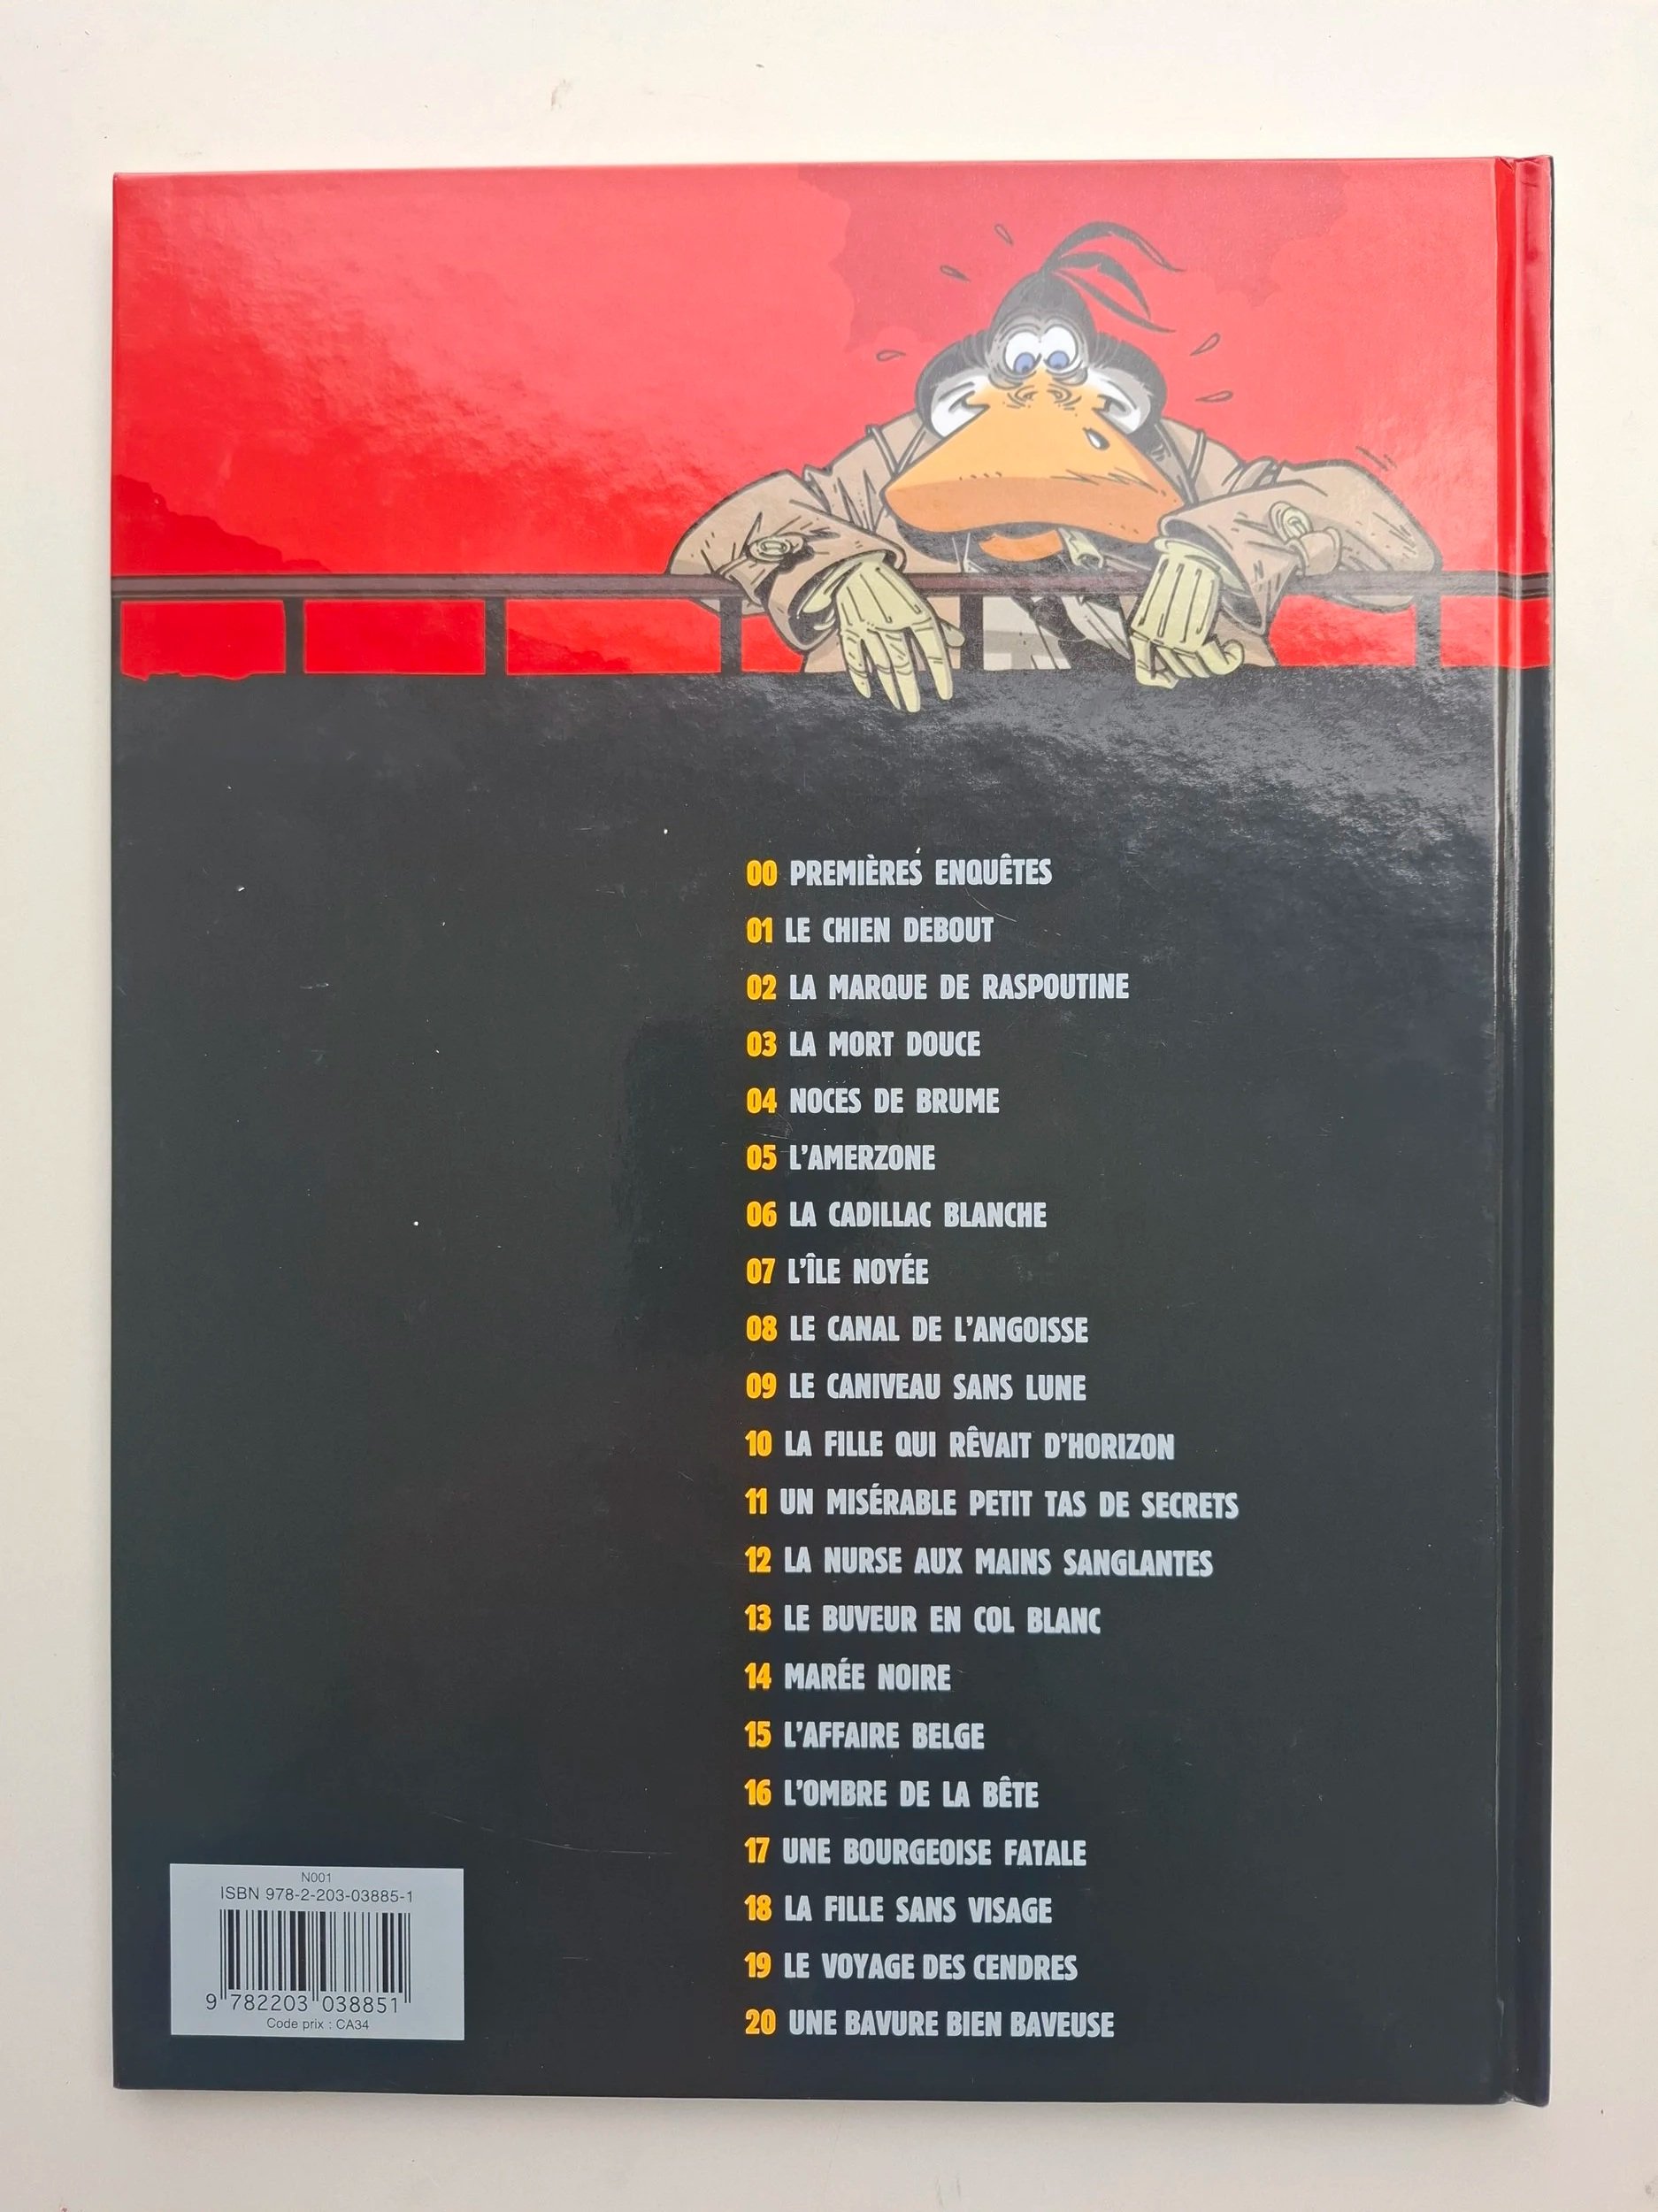 00 PREMIÈRES ENQUÊTES
01 LE CHIEN DEBOUT
02 LA MARQUE DE RASPOUTINE
03 LA MORT DOUCE
04 NOCES DE BRUME
05 L'AMERZONE
06 LA CADILLAC BLANCHE
07 L'ÎLE NOYÉE
08 LE CANAL DE L'ANGOISSE
09 LE CANIVEAU SANS LUNE
10 LA FILLE QUI RÊVAIT D'HORIZON
11 UN MISÉRABLE PETIT TAS DE SECRETS
12 LA NURSE AUX MAINS SANGLANTES
13 LE BUVEUR EN COL BLANC
14 MARÉE NOIRE
15 L'AFFAIRE BELGE
16 L'OMBRE DE LA BÊTE
17 UNE BOURGEOISE FATALE
18 LA FILLE SANS VISAGE
19 LE VOYAGE DES CENDRES
20 UNE BAVURE BIEN BAVEUSE
N001
ISBN 978-2-203-03885-1
9 782203 038851
Code prix : CA34